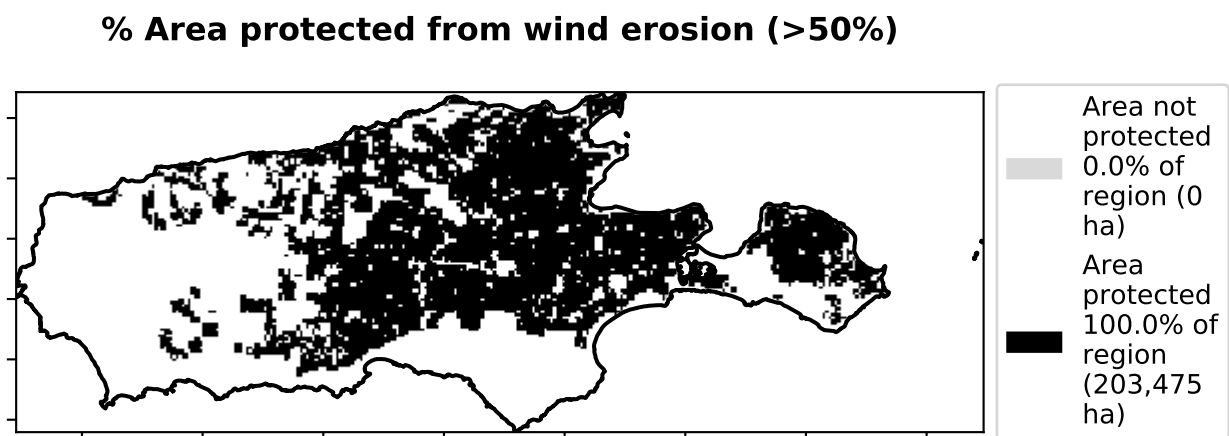 % Area protected from wind erosion (>50%)
Area not
protected
0.0% of
region (0
ha)
Area
protected
100.0% of
region
(203,475
ha)